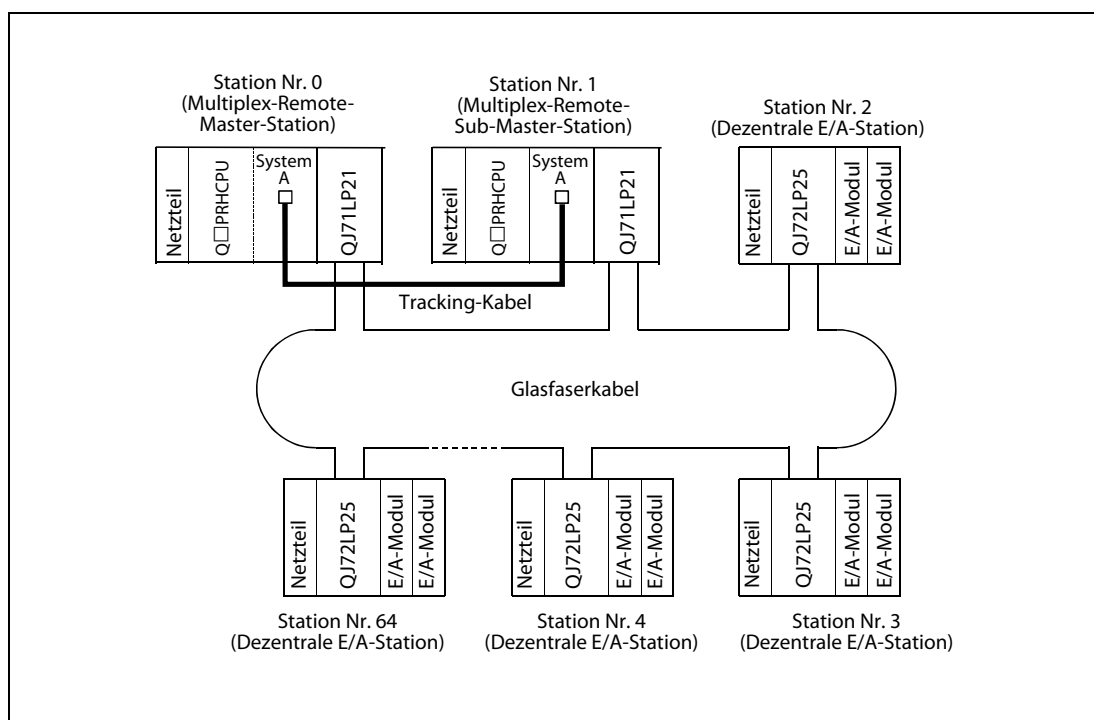 Station Nr. 0
(Multiplex-Remote-
Master-Station)
Station Nr. 1
(Multiplex-Remote-
Sub-Master-Station)
Station Nr. 2
(Dezentrale E/A-Station)
Netzteil
Q□PRHCPU
System
A
QJ71LP21
Netzteil
Q□PRHCPU
System
A
QJ71LP21
Netzteil
QJ72LP25
E/A-Modul
E/A-Modul
Tracking-Kabel
Glasfaserkabel
Netzteil
QJ72LP25
E/A-Modul
E/A-Modul
Netzteil
QJ72LP25
E/A-Modul
E/A-Modul
Netzteil
QJ72LP25
E/A-Modul
E/A-Modul
Station Nr. 64
(Dezentrale E/A-Station)
Station Nr. 4
(Dezentrale E/A-Station)
Station Nr. 3
(Dezentrale E/A-Station)